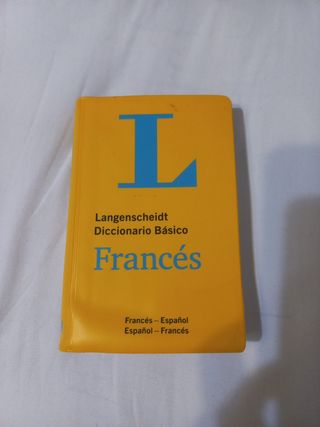 L
Langenscheidt
Diccionario Básico
Francés
Francés – Español
Español – Francés